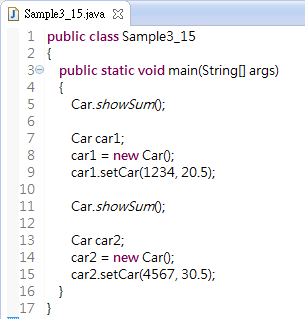 Sample3_15.java
1 public class Sample3_15
2 {
3 public static void main(String[] args)
4 {
5 Car.showSum();
6
7 Car car1;
8 car1 = new Car();
9 car1.setCar(1234, 20.5);
10
11 Car.showSum();
12
13 Car car2;
14 car2 = new Car();
15 car2.setCar(4567, 30.5);
16 }
17 }